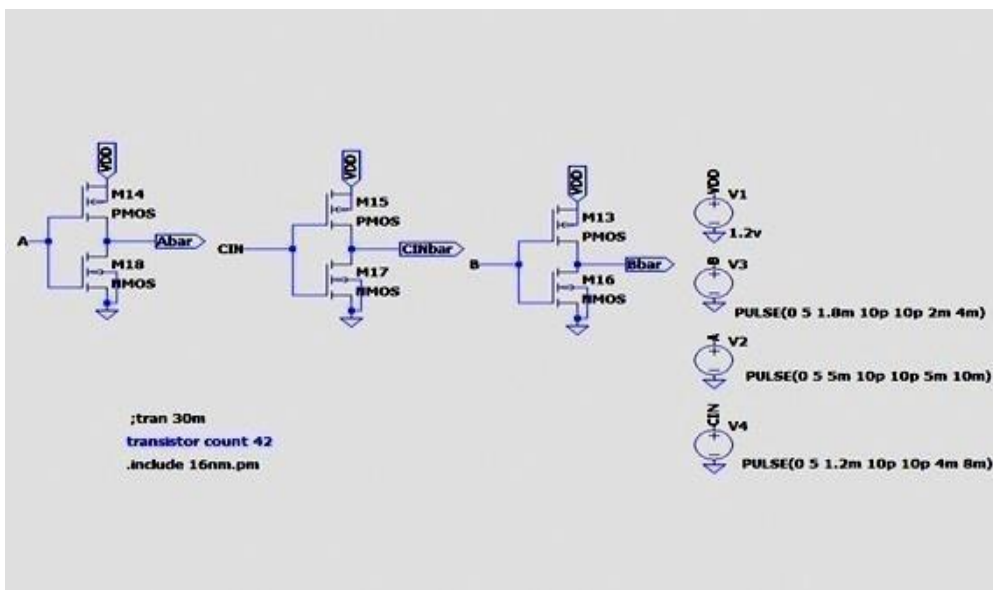 VDD
M14
PMOS
A
Abar
M18
NMOS
VDD
M15
PMOS
CIN
CINbar
M17
NMOS
VDD
M13
PMOS
B
Bbar
M16
NMOS
VDD
V1
1.2v
B
V3
PULSE(0 5 1.8m 10p 10p 2m 4m)
A
V2
PULSE(0 5 5m 10p 10p 5m 10m)
CIN
V4
PULSE(0 5 1.2m 10p 10p 4m 8m)
;tran 30m
transistor count 42
.include 16nm.pm